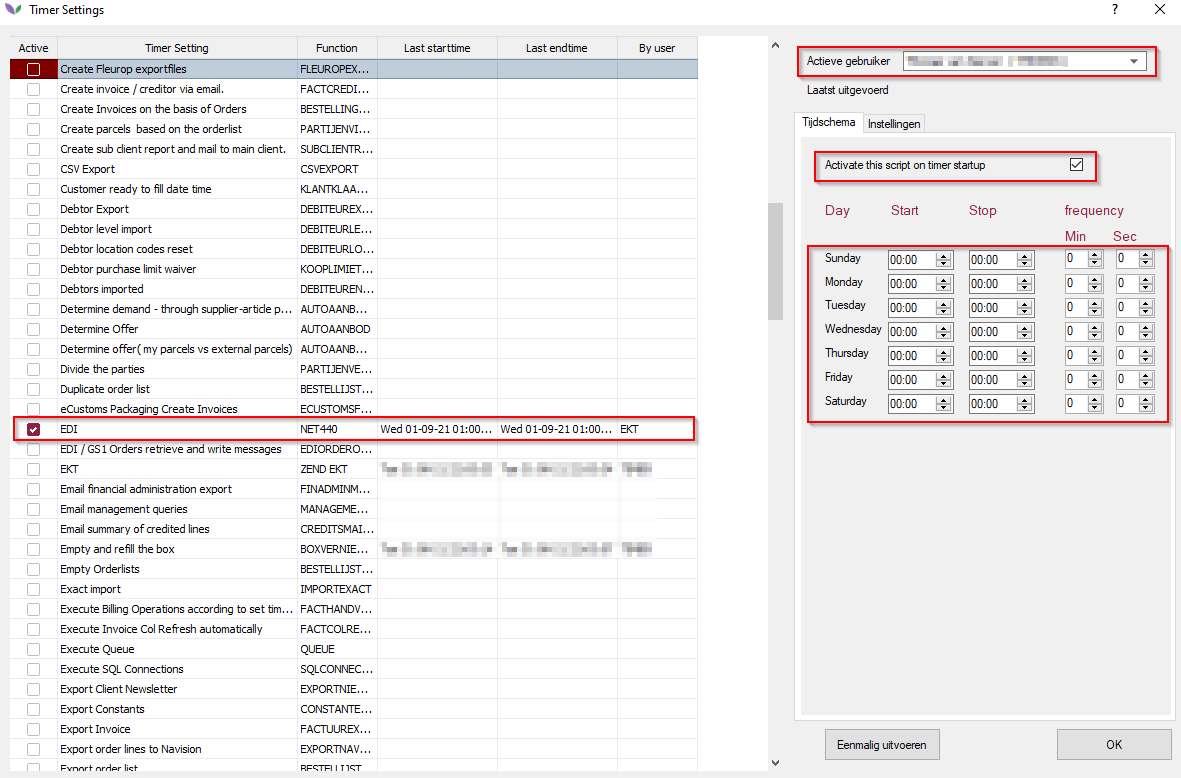 Timer Settings
?
Active Timer Setting Function Last starttime Last endtime By user
Create Fleurop exportfiles FLEUROPEX...
Create invoice / creditor via email. FACTCREDI...
Create Invoices on the basis of Orders BESTELLING...
Create parcels based on the orderlist PARTIJENVI...
Create sub client report and mail to main client. SUBCLIENTR...
CSV Export CSVEXPORT
Customer ready to fill date time KLANTKLAA...
Debtor Export DEBITEUREX...
Debtor level import DEBITEURLE...
Debtor location codes reset DEBITEURLO...
Debtor purchase limit waiver KOOPLIMIET...
Debtors imported DEBITEUREN...
Determine demand - through supplier-article p... AUTOAANB...
Determine Offer AUTOAANBOD
Determine offer( my parcels vs external parcels) AUTOAANB...
Divide the parties PARTIJENVE...
Duplicate order list BESTELLIJST...
eCustoms Packaging Create Invoices ECUSTOMSF...
EDI NET440 Wed 01-09-21 01:00... Wed 01-09-21 01:00... EKT
EDI / GS1 Orders retrieve and write messages EDIORDERO...
EKT ZEND EKT
Email financial administration export FINADMINM...
Email management queries MANAGEME...
Email summary of credited lines CREDITSMAI...
Empty and refill the box BOXVERNIE...
Empty Orderlists BESTELLIJST...
Exact import IMPORTEXACT
Execute Billing Operations according to set tim... FACTHANDV...
Execute Invoice Col Refresh automatically FACTCOLRE...
Execute Queue QUEUE
Execute SQL Connections SQLCONNEC...
Export Client Newsletter EXPORTNIE...
Export Constants CONSTANTE...
Export Invoice FACTUUREX...
Export order lines to Navision EXPORTNAV...
Export order list BESTELLIJST...
Actieve gebruiker
Laatst uitgevoerd
Tijdschema Instellingen
Activate this script on timer startup
Day Start Stop frequency
Min Sec
Sunday 00:00 00:00 0 0
Monday 00:00 00:00 0 0
Tuesday 00:00 00:00 0 0
Wednesday 00:00 00:00 0 0
Thursday 00:00 00:00 0 0
Friday 00:00 00:00 0 0
Saturday 00:00 00:00 0 0
Eenmalig uitvoeren OK